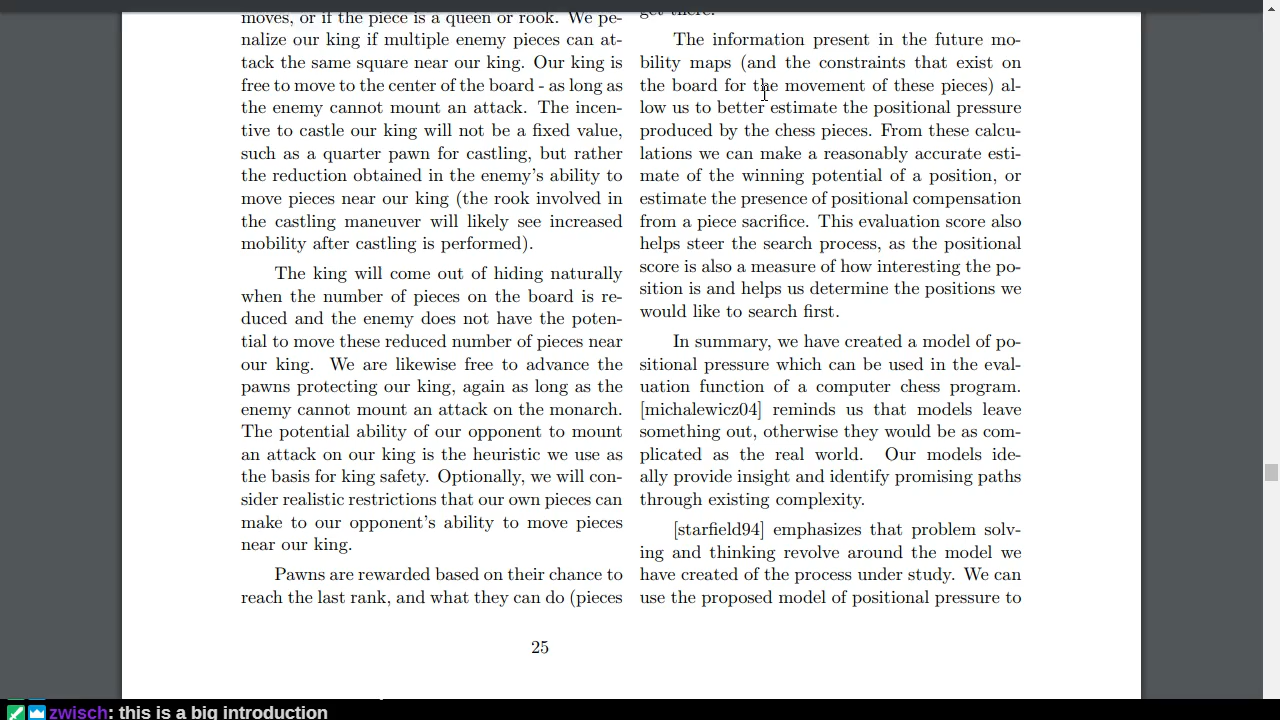 moves, or if the piece is a queen or rook. We pe-
nalize our king if multiple enemy pieces can at-
tack the same square near our king. Our king is
free to move to the center of the board - as long as
the enemy cannot mount an attack. The incen-
tive to castle our king will not be a fixed value,
such as a quarter pawn for castling, but rather
the reduction obtained in the enemy's ability to
move pieces near our king (the rook involved in
the castling maneuver will likely see increased
mobility after castling is performed).
The king will come out of hiding naturally
when the number of pieces on the board is re-
duced and the enemy does not have the poten-
tial to move these reduced number of pieces near
our king. We are likewise free to advance the
pawns protecting our king, again as long as the
enemy cannot mount an attack on the monarch.
The potential ability of our opponent to mount
an attack on our king is the heuristic we use as
the basis for king safety. Optionally, we will con-
sider realistic restrictions that our own pieces can
make to our opponent's ability to move pieces
near our king.
Pawns are rewarded based on their chance to
reach the last rank, and what they can do (pieces
get there.
The information present in the future mo-
bility maps (and the constraints that exist on
the board for the movement of these pieces) al-
low us to better estimate the positional pressure
produced by the chess pieces. From these calcu-
lations we can make a reasonably accurate esti-
mate of the winning potential of a position, or
estimate the presence of positional compensation
from a piece sacrifice. This evaluation score also
helps steer the search process, as the positional
score is also a measure of how interesting the po-
sition is and helps us determine the positions we
would like to search first.
In summary, we have created a model of po-
sitional pressure which can be used in the eval-
uation function of a computer chess program.
[michalewicz04] reminds us that models leave
something out, otherwise they would be as com-
plicated as the real world. Our models ide-
ally provide insight and identify promising paths
through existing complexity.
[starfield94] emphasizes that problem solv-
ing and thinking revolve around the model we
have created of the process under study. We can
use the proposed model of positional pressure to
25
zwisch: this is a big introduction